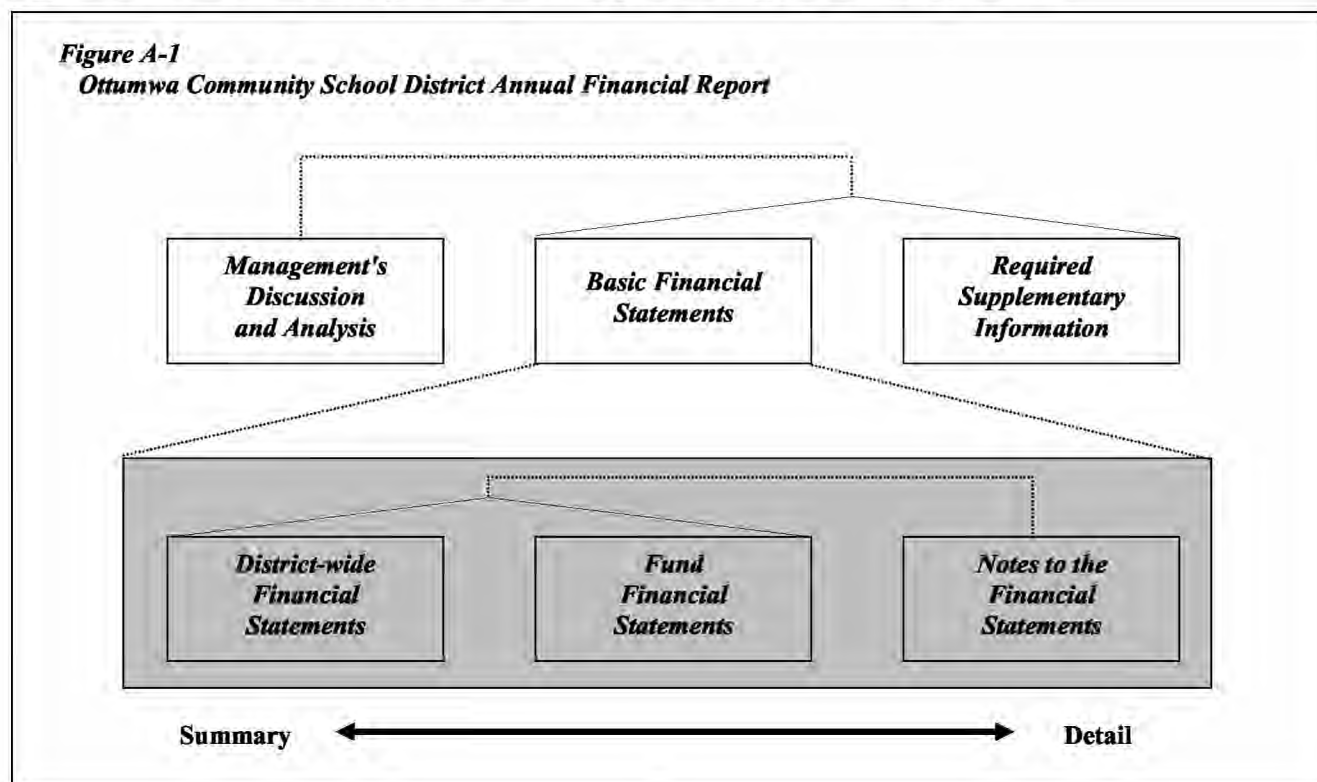 Figure A-1
Ottumwa Community School District Annual Financial Report
Management's
Discussion
and Analysis
Basic Financial
Statements
Required
Supplementary
Information
District-wide
Financial
Statements
Fund
Financial
Statements
Notes to the
Financial
Statements
Summary
Detail